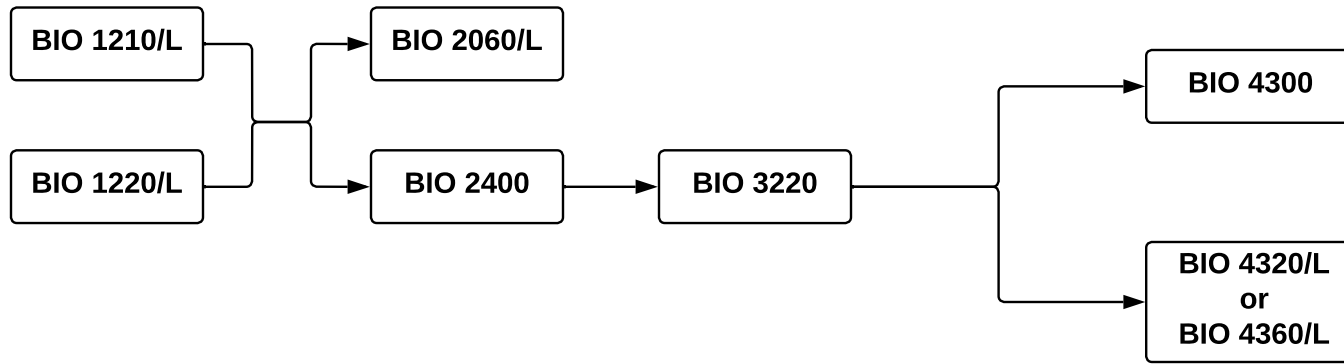 BIO 1210/L
BIO 2060/L
BIO 4300
BIO 1220/L
BIO 2400
BIO 3220
BIO 4320/L
or
BIO 4360/L